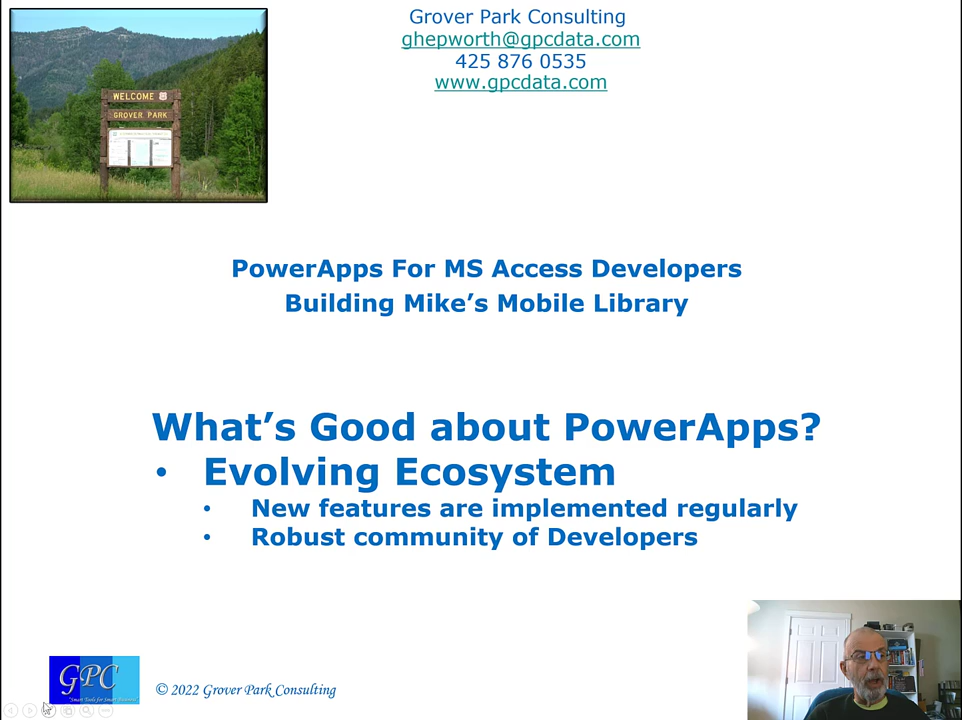 Grover Park Consulting
ghepworth@gpcdata.com
425 876 0535
www.gpcdata.com
WELCOME
GROVER PARK
PowerApps For MS Access Developers
Building Mike's Mobile Library
What's Good about PowerApps?
• Evolving Ecosystem
• New features are implemented regularly
• Robust community of Developers
GPC
© 2022 Grover Park Consulting